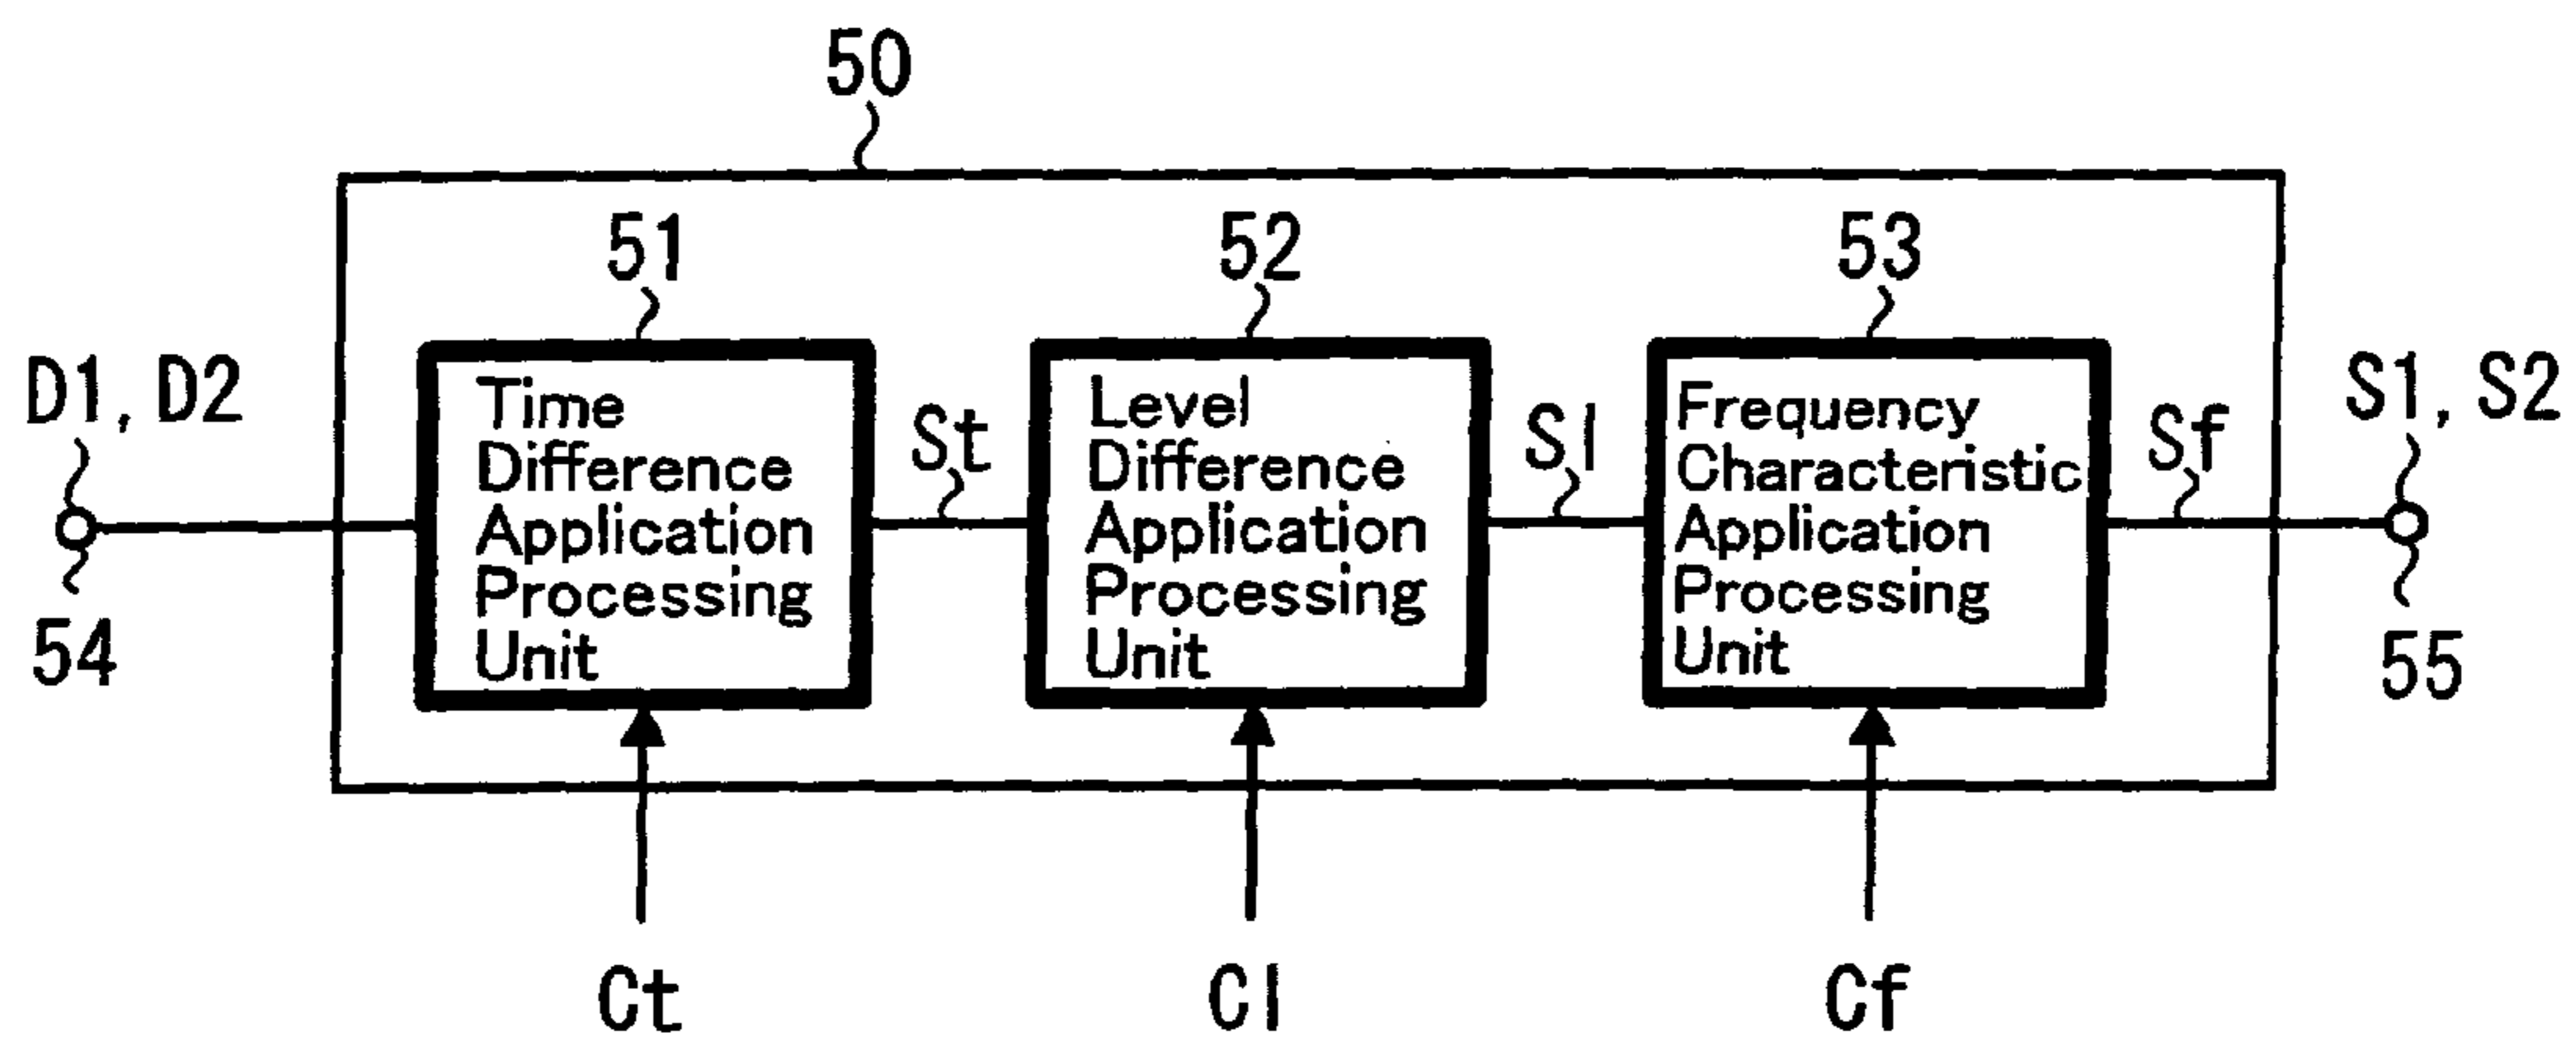 50
51
52
53
D1, D2
Time
Difference
Application
Processing
Unit
St
Level
Difference
Application
Processing
Unit
Sl
Frequency
Characteristic
Application
Processing
Unit
Sf
S1, S2
54
55
Ct
Cl
Cf